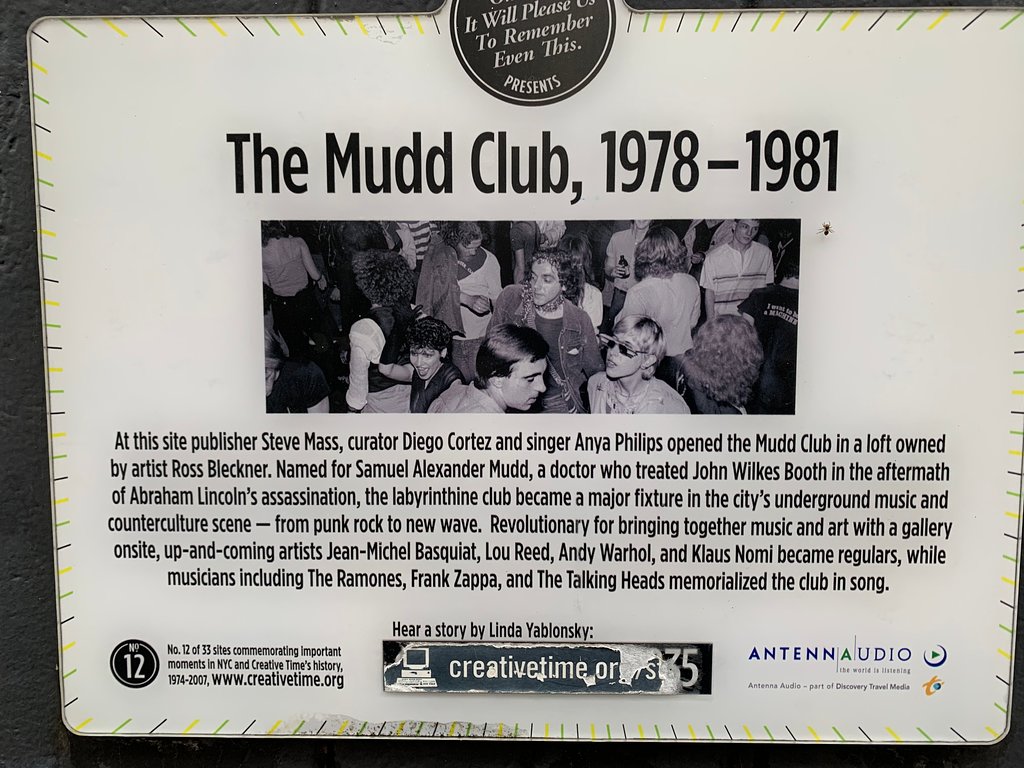 It Will Please Us
To Remember
Even This.
PRESENTS
The Mudd Club, 1978 – 1981
I want to be
a MACHINE
At this site publisher Steve Mass, curator Diego Cortez and singer Anya Philips opened the Mudd Club in a loft owned
by artist Ross Bleckner. Named for Samuel Alexander Mudd, a doctor who treated John Wilkes Booth in the aftermath
of Abraham Lincoln's assassination, the labyrinthine club became a major fixture in the city's underground music and
counterculture scene — from punk rock to new wave. Revolutionary for bringing together music and art with a gallery
onsite, up-and-coming artists Jean-Michel Basquiat, Lou Reed, Andy Warhol, and Klaus Nomi became regulars, while
musicians including The Ramones, Frank Zappa, and The Talking Heads memorialized the club in song.
Hear a story by Linda Yablonsky:
creativetime.org/s 35
No 12
No. 12 of 33 sites commemorating important
moments in NYC and Creative Time's history,
1974-2007, www.creativetime.org
ANTENNAUDIO
the world is listening
Antenna Audio – part of Discovery Travel Media